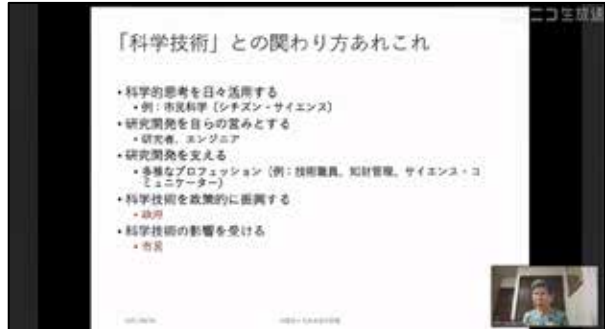 ニコ生放送
「科学技術」との関わり方あれこれ
• 科学的思考を日々活用する
• 例：市民科学（シチズン・サイエンス）
• 研究開発を自らの営みとする
• 研究者、エンジニア
• 研究開発を支える
• 多様なプロフェッション（例：技術職員、知財管理、サイエンス・コ
ミュニケーター）
• 科学技術を政策的に振興する
• 政府
• 科学技術の影響を受ける
• 市民